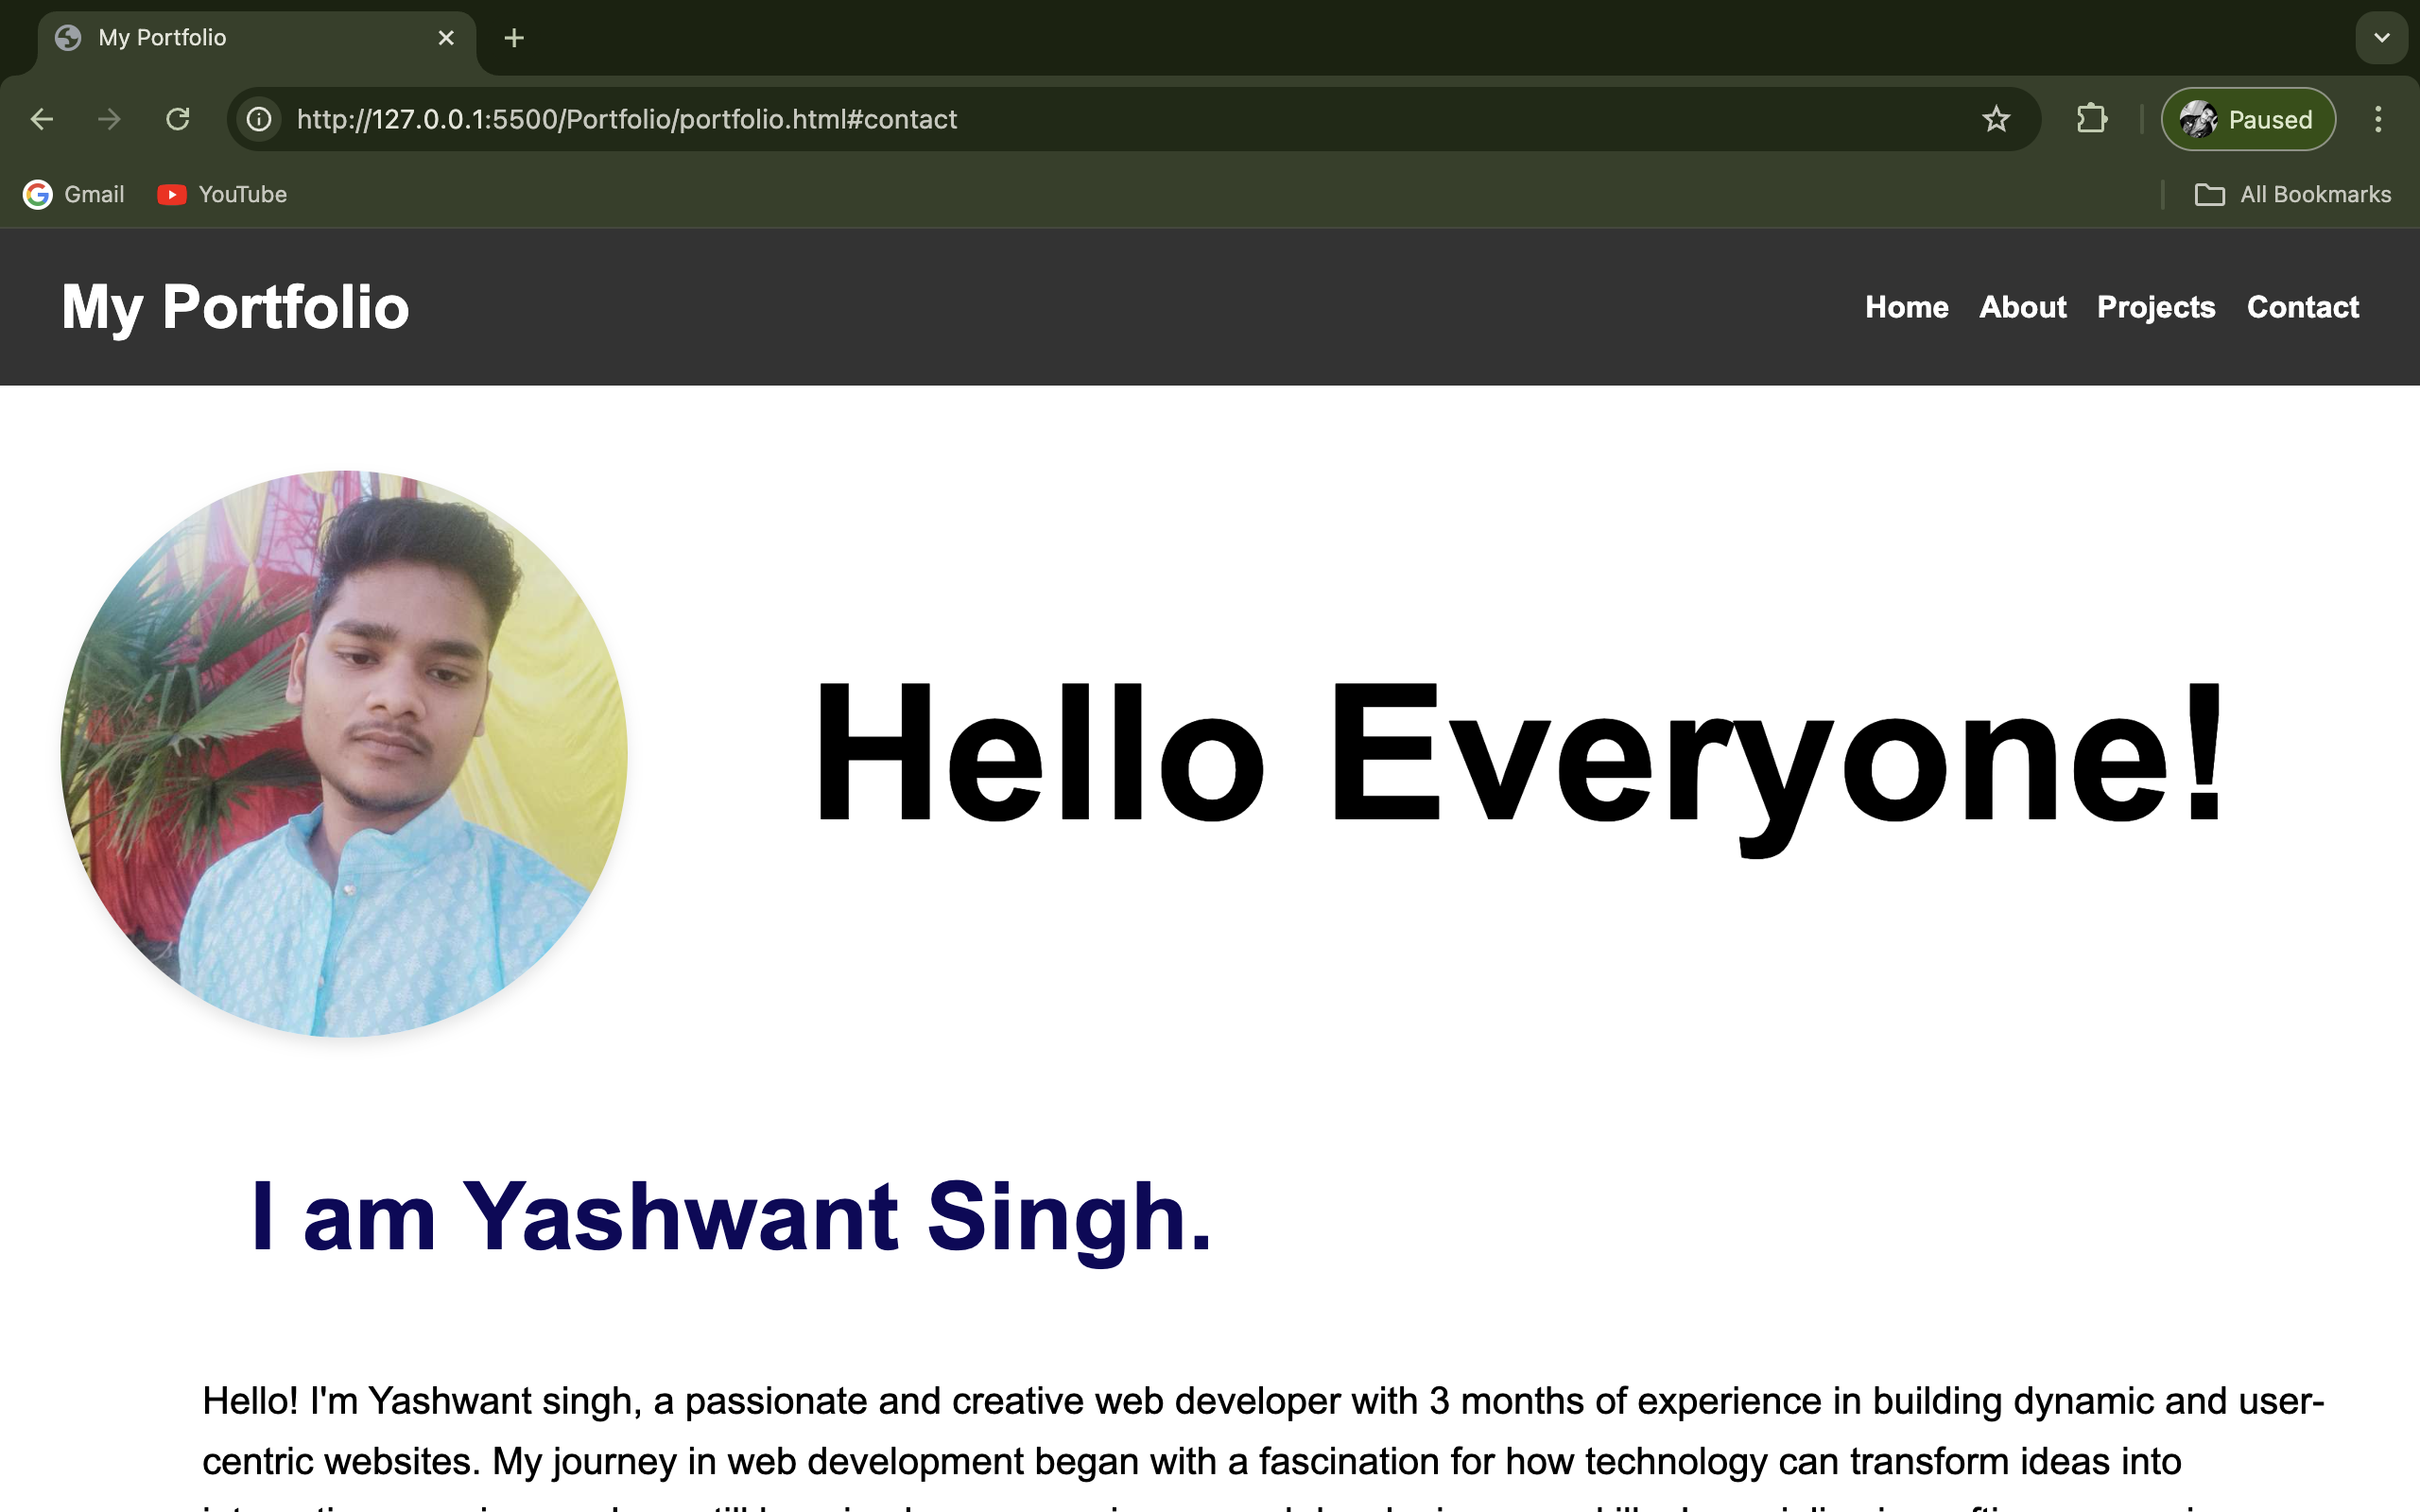 My Portfolio
http://127.0.0.1:5500/Portfolio/portfolio.html#contact
Paused
Gmail YouTube All Bookmarks
My Portfolio Home About Projects Contact
Hello Everyone!
I am Yashwant Singh.
Hello! I'm Yashwant singh, a passionate and creative web developer with 3 months of experience in building dynamic and user-
centric websites. My journey in web development began with a fascination for how technology can transform ideas into